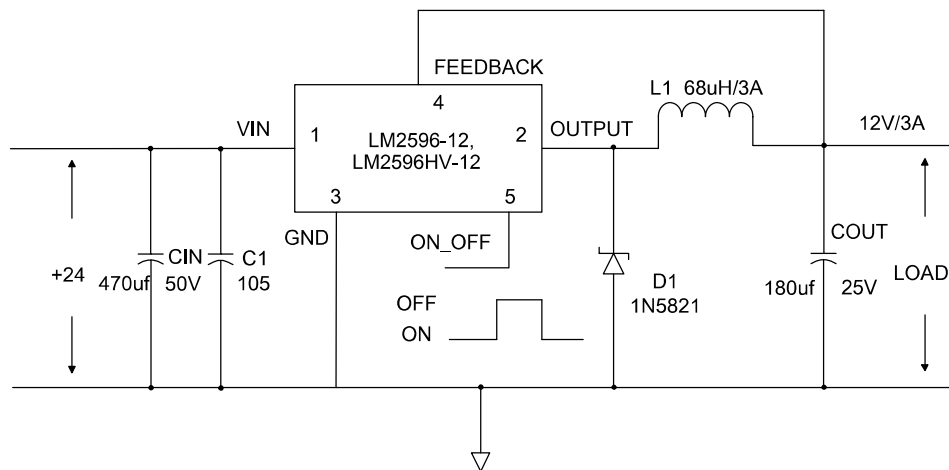 FEEDBACK
L1 68uH/3A
4
VIN
OUTPUT
12V/3A
1
LM2596-12,
2
LM2596HV-12
3
5
GND
ON_OFF
COUT
+24
CIN
C1
470uf
50V
105
D1
1N5821
180uf
25V
LOAD
OFF
ON